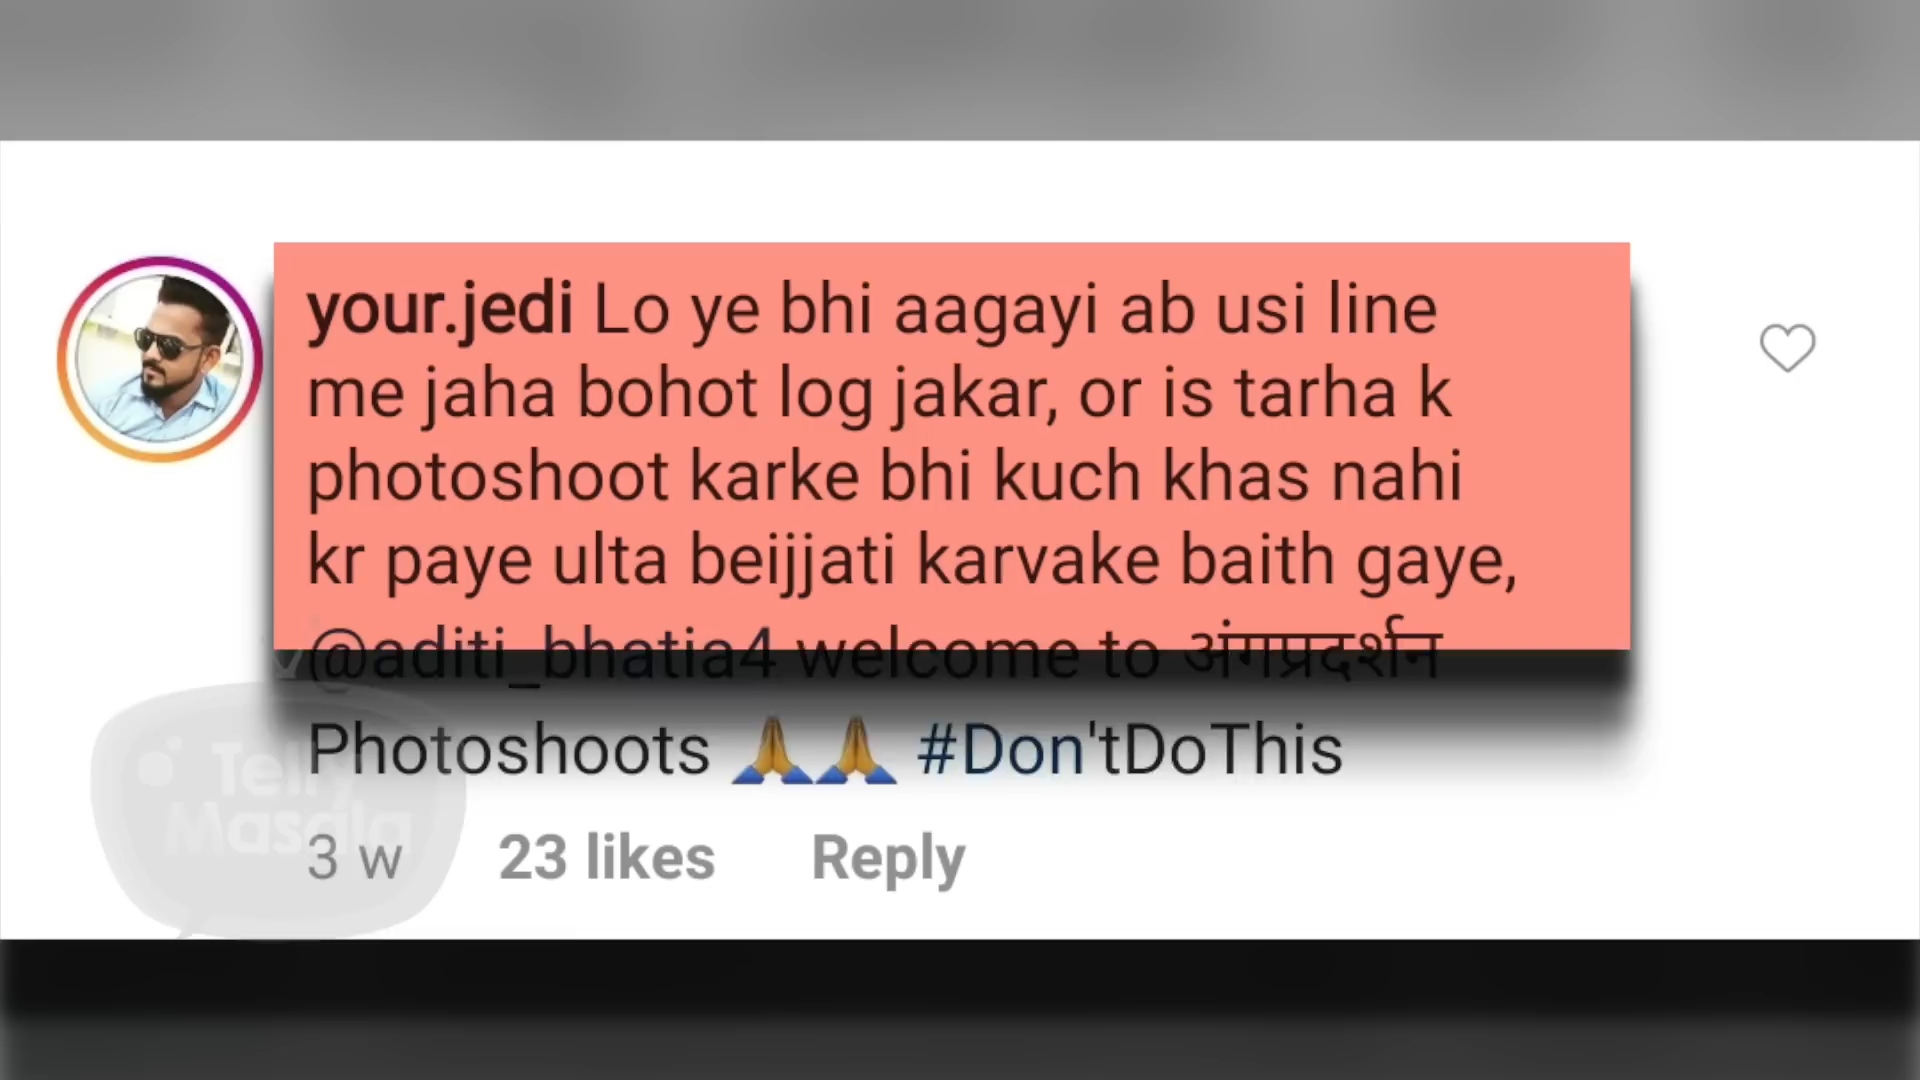 your.jedi Lo ye bhi aagayi ab usi line
me jaha bohot log jakar, or is tarha k
photoshoot karke bhi kuch khas nahi
kr paye ulta beijjati karvake baith gaye,
@aditi_bhatia4 welcome to अंगप्रदर्शन
Photoshoots 🙏🙏 #Don'tDoThis
3 w 23 likes Reply
Telly
Masala